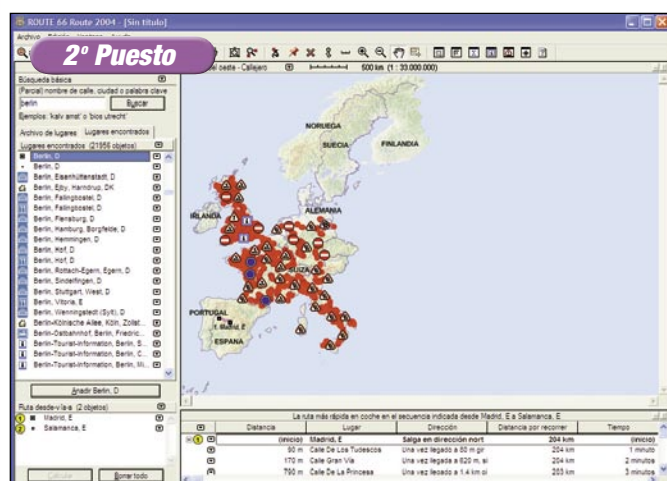 ROUTE 66 Route 2004 - [Sin título]
2º Puesto
del oeste - Callejero
500 km (1 : 33.000.000)
Búsqueda básica
(Parcial) nombre de calle, ciudad o palabra clave
berlin
Buscar
Ejemplos: 'kalv amst' o 'bios utrecht'
Archivo de lugares
Lugares encontrados
Lugares encontrados (21956 objetos)
Berlin, D
Berlin, D
Berlin, Eisenhüttenstadt, D
Berlin, Ejby, Harndrup, DK
Berlin, Fallingbostel, D
Berlin, Fallingbostel, D
Berlin, Flensburg, D
Berlin, Hamburg, Borgfelde, D
Berlin, Hemmingen, D
Berlin, Hof, D
Berlin, Hof, D
Berlin, Rottach-Egern, Egern, D
Berlin, Sindelfingen, D
Berlin, Stuttgart, West, D
Berlin, Vitoria, E
Berlin, Wenningstedt (Sylt), D
Berlin-Kölnische Allee, Köln, Zollst...
Berlin-Ostbahnhof, Berlin, Friedric...
Berlin-Tourist-Information, Berlin, S...
Berlin-Tourist-Information, Berlin, C...
Berlin-Tourist-Information, Berlin, Mi...
Añadir Berlin, D
Ruta desde-vía-a (2 objetos)
1 Madrid, E
2 Salamanca, E
Calcular
Borrar todo
NORUEGA
SUECIA
FINLANDIA
IRLANDA
ALEMANIA
SUIZA
PORTUGAL
1. Madrid, E
ESPAÑA
La ruta más rápida en coche en el secuencia indicada desde Madrid, E a Salamanca, E
Distancia Lugar Dirección Distancia por recorrer Tiempo
1 (inicio) Madrid, E Salga en dirección nort 204 km (inicio)
90 m Calle De Los Tudescos Una vez llegado a 80 m gir 204 km 1 minuto
170 m Calle Gran Vía Una vez llegado a 620 m, si 204 km 2 minutos
790 m Calle De La Princesa Una vez llegado a 1.4 km si 203 km 3 minutos